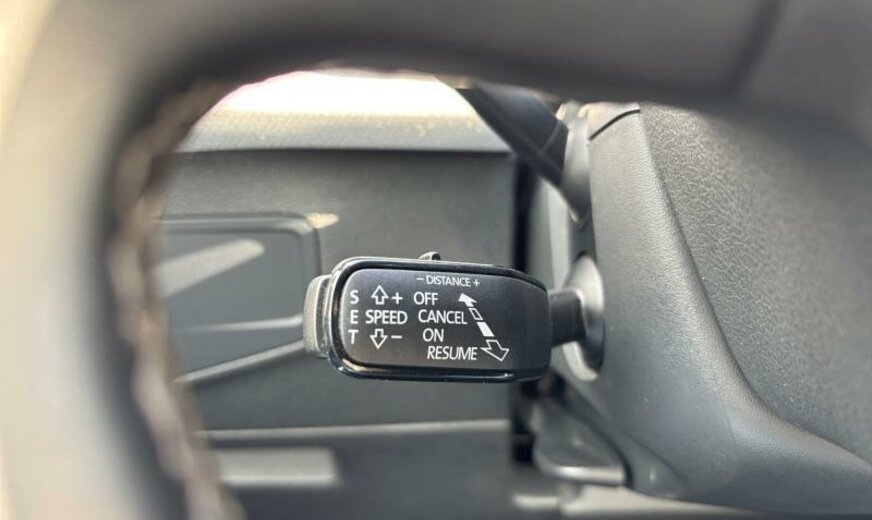 - DISTANCE +
S + OFF
E SPEED CANCEL
T - ON
RESUME